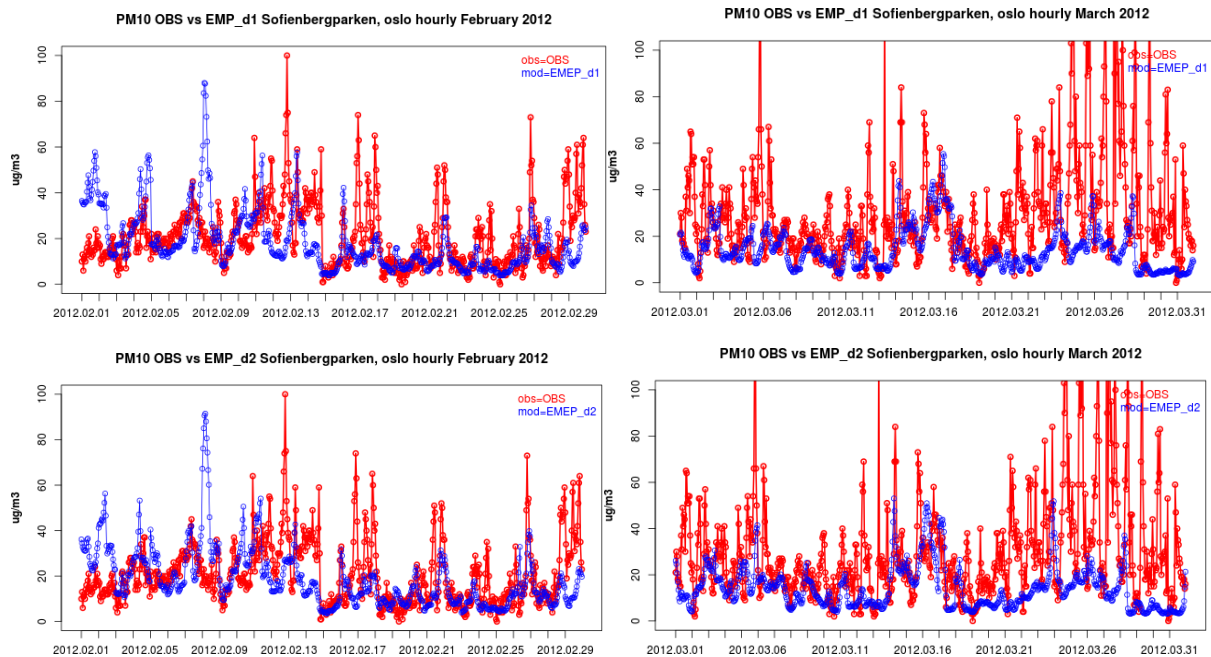 PM10 OBS vs EMP_d1 Sofienbergparken, oslo hourly February 2012
obs=OBS
mod=EMEP_d1
ug/m3
100
80
60
40
20
0
2012.02.01 2012.02.05 2012.02.09 2012.02.13 2012.02.17 2012.02.21 2012.02.25 2012.02.29
PM10 OBS vs EMP_d1 Sofienbergparken, oslo hourly March 2012
obs=OBS
mod=EMEP_d1
ug/m3
100
80
60
40
20
0
2012.03.01 2012.03.06 2012.03.11 2012.03.16 2012.03.21 2012.03.26 2012.03.31
PM10 OBS vs EMP_d2 Sofienbergparken, oslo hourly February 2012
obs=OBS
mod=EMEP_d2
ug/m3
100
80
60
40
20
0
2012.02.01 2012.02.05 2012.02.09 2012.02.13 2012.02.17 2012.02.21 2012.02.25 2012.02.29
PM10 OBS vs EMP_d2 Sofienbergparken, oslo hourly March 2012
obs=OBS
mod=EMEP_d2
ug/m3
100
80
60
40
20
0
2012.03.01 2012.03.06 2012.03.11 2012.03.16 2012.03.21 2012.03.26 2012.03.31